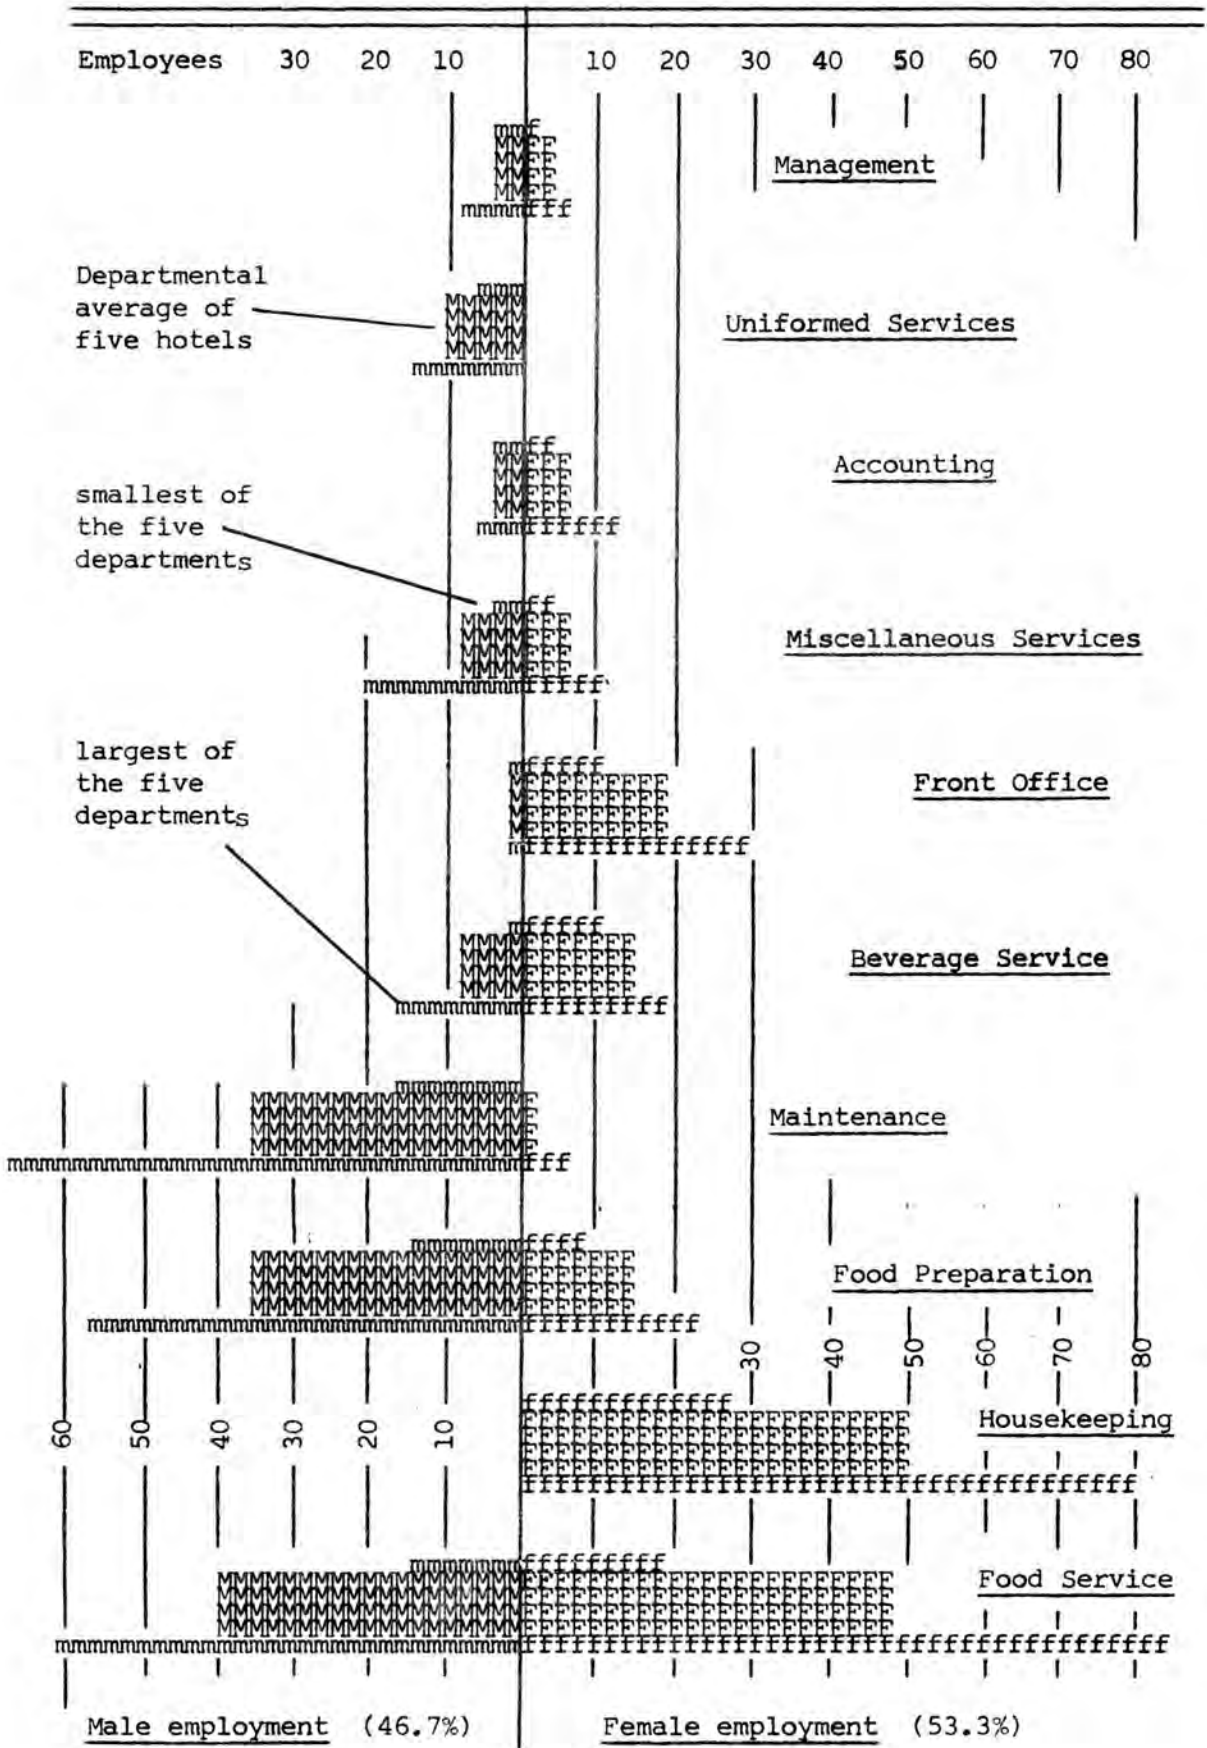 Employees 30 20 10 10 20 30 40 50 60 70 80
Management
Departmental
average of
five hotels
Uniformed Services
Accounting
smallest of
the five
departments
Miscellaneous Services
largest of
the five
departments
Front Office
Beverage Service
Maintenance
Food Preparation
30 40 50 60 70 80
Housekeeping
60 50 40 30 20 10
Food Service
Male employment (46.7%) Female employment (53.3%)